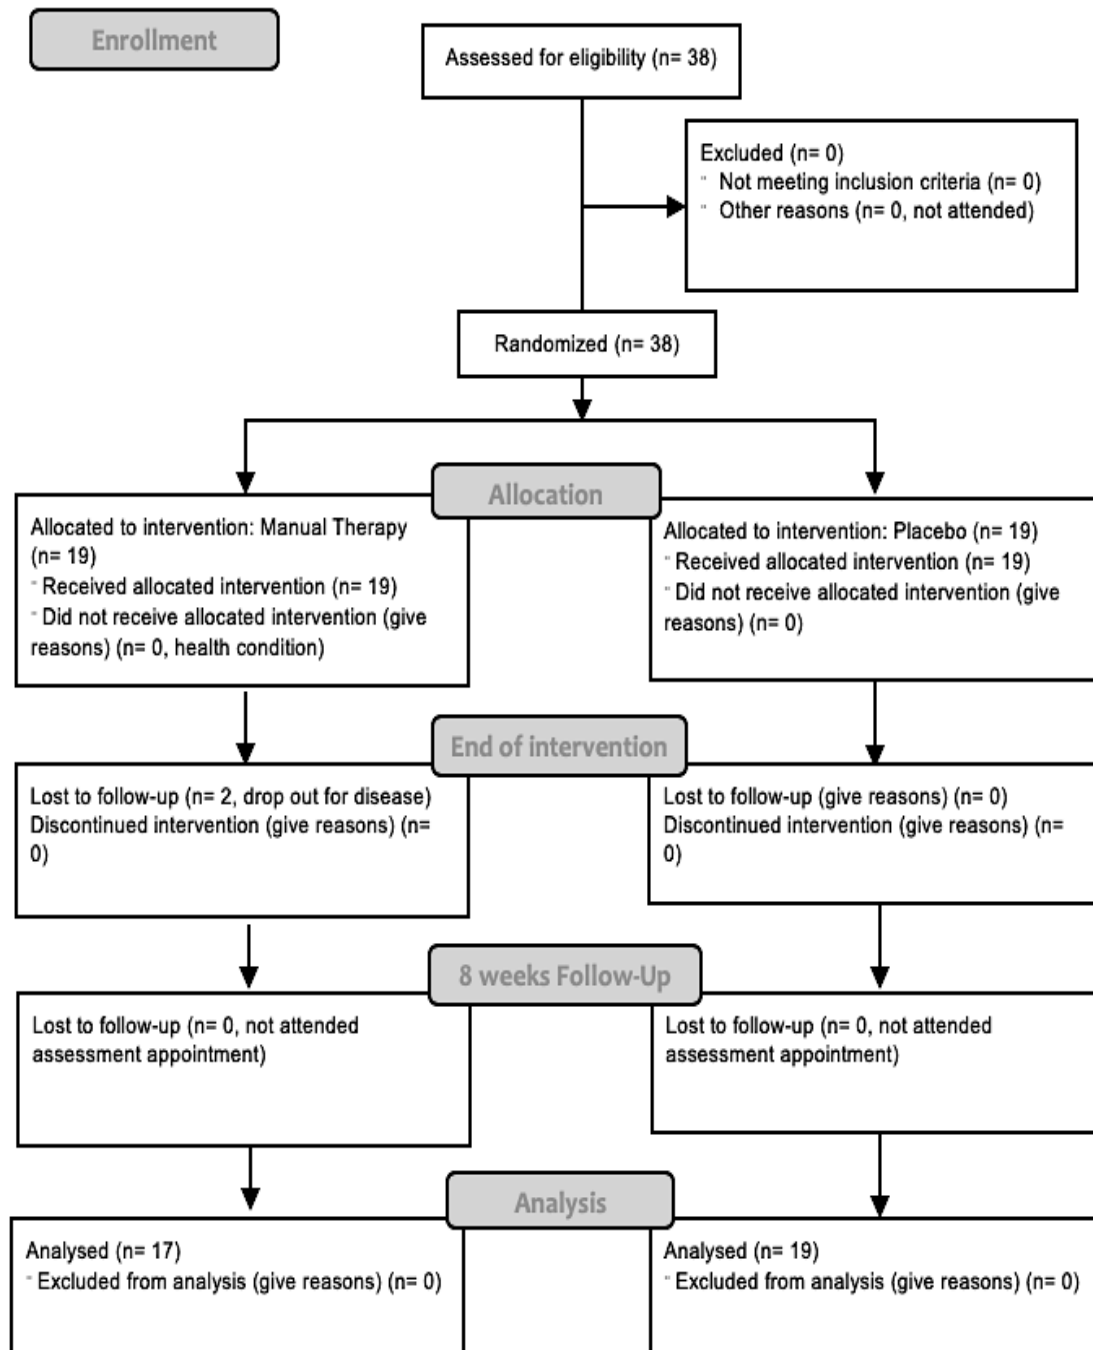 Enrollment
Assessed for eligibility (n= 38)
Excluded (n= 0)
¨ Not meeting inclusion criteria (n= 0)
¨ Other reasons (n= 0, not attended)
Randomized (n= 38)
Allocation
Allocated to intervention: Manual Therapy
(n= 19)
¨ Received allocated intervention (n= 19)
¨ Did not receive allocated intervention (give
reasons) (n= 0, health condition)
Allocated to intervention: Placebo (n= 19)
¨ Received allocated intervention (n= 19)
¨ Did not receive allocated intervention (give
reasons) (n= 0)
End of intervention
Lost to follow-up (n= 2, drop out for disease)
Discontinued intervention (give reasons) (n=
0)
Lost to follow-up (give reasons) (n= 0)
Discontinued intervention (give reasons) (n=
0)
8 weeks Follow-Up
Lost to follow-up (n= 0, not attended
assessment appointment)
Lost to follow-up (n= 0, not attended
assessment appointment)
Analysis
Analysed (n= 17)
¨ Excluded from analysis (give reasons) (n= 0)
Analysed (n= 19)
¨ Excluded from analysis (give reasons) (n= 0)